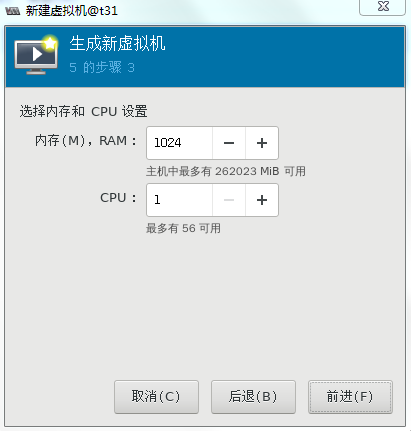 新建虚拟机@t31
生成新虚拟机
5 的步骤 3
选择内存和 CPU 设置
内存(M)，RAM： 1024
主机中最多有 262023 MiB 可用
CPU： 1
最多有 56 可用
取消(C) 后退(B) 前进(F)